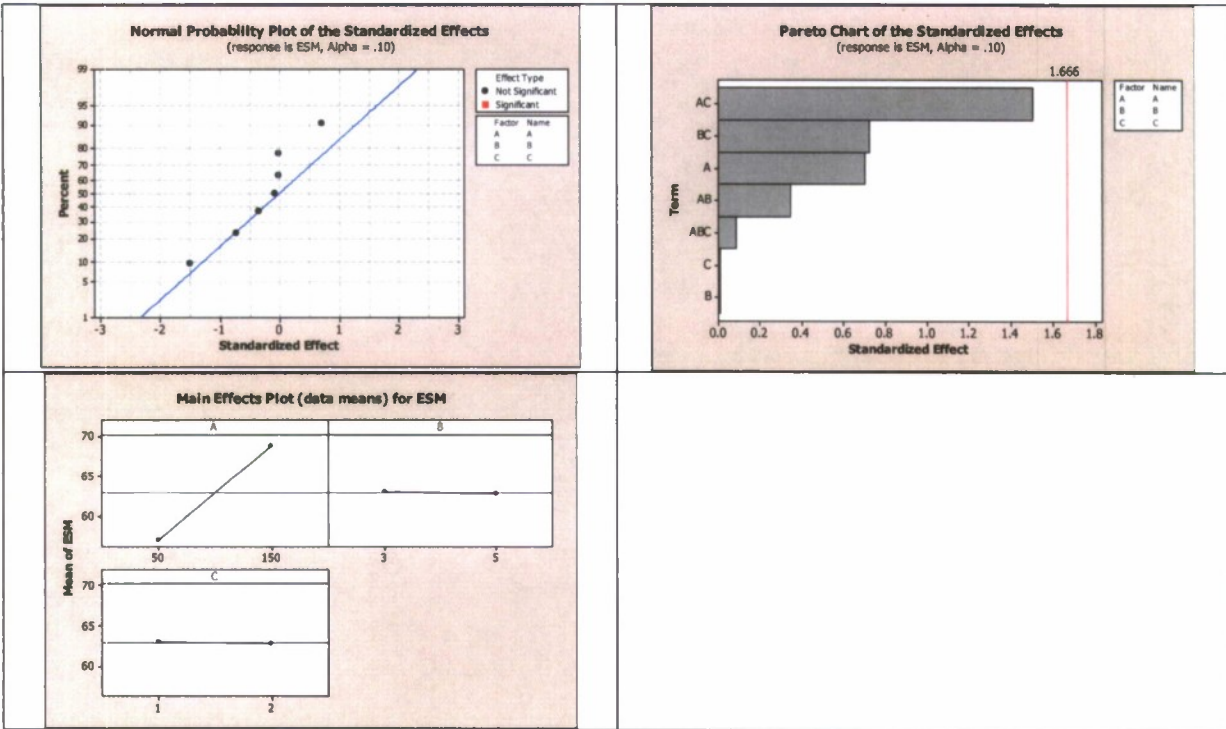 Normal Probability Plot of the Standardized Effects
(response is ESM, Alpha = .10)
99
95
90
80
70
60
50
40
30
20
10
5
1
Percent
-3 -2 -1 0 1 2 3
Standardized Effect
Effect Type
Not Significant
Significant
Factor Name
A A
B B
C C
Pareto Chart of the Standardized Effects
(response is ESM, Alpha = .10)
1.666
AC
BC
A
AB
ABC
C
B
Term
0.0 0.2 0.4 0.6 0.8 1.0 1.2 1.4 1.6 1.8
Standardized Effect
Factor Name
A A
B B
C C
Main Effects Plot (data means) for ESM
A B
70
65
60
50 150 3 5
Mean of ESM
C
70
65
60
1 2